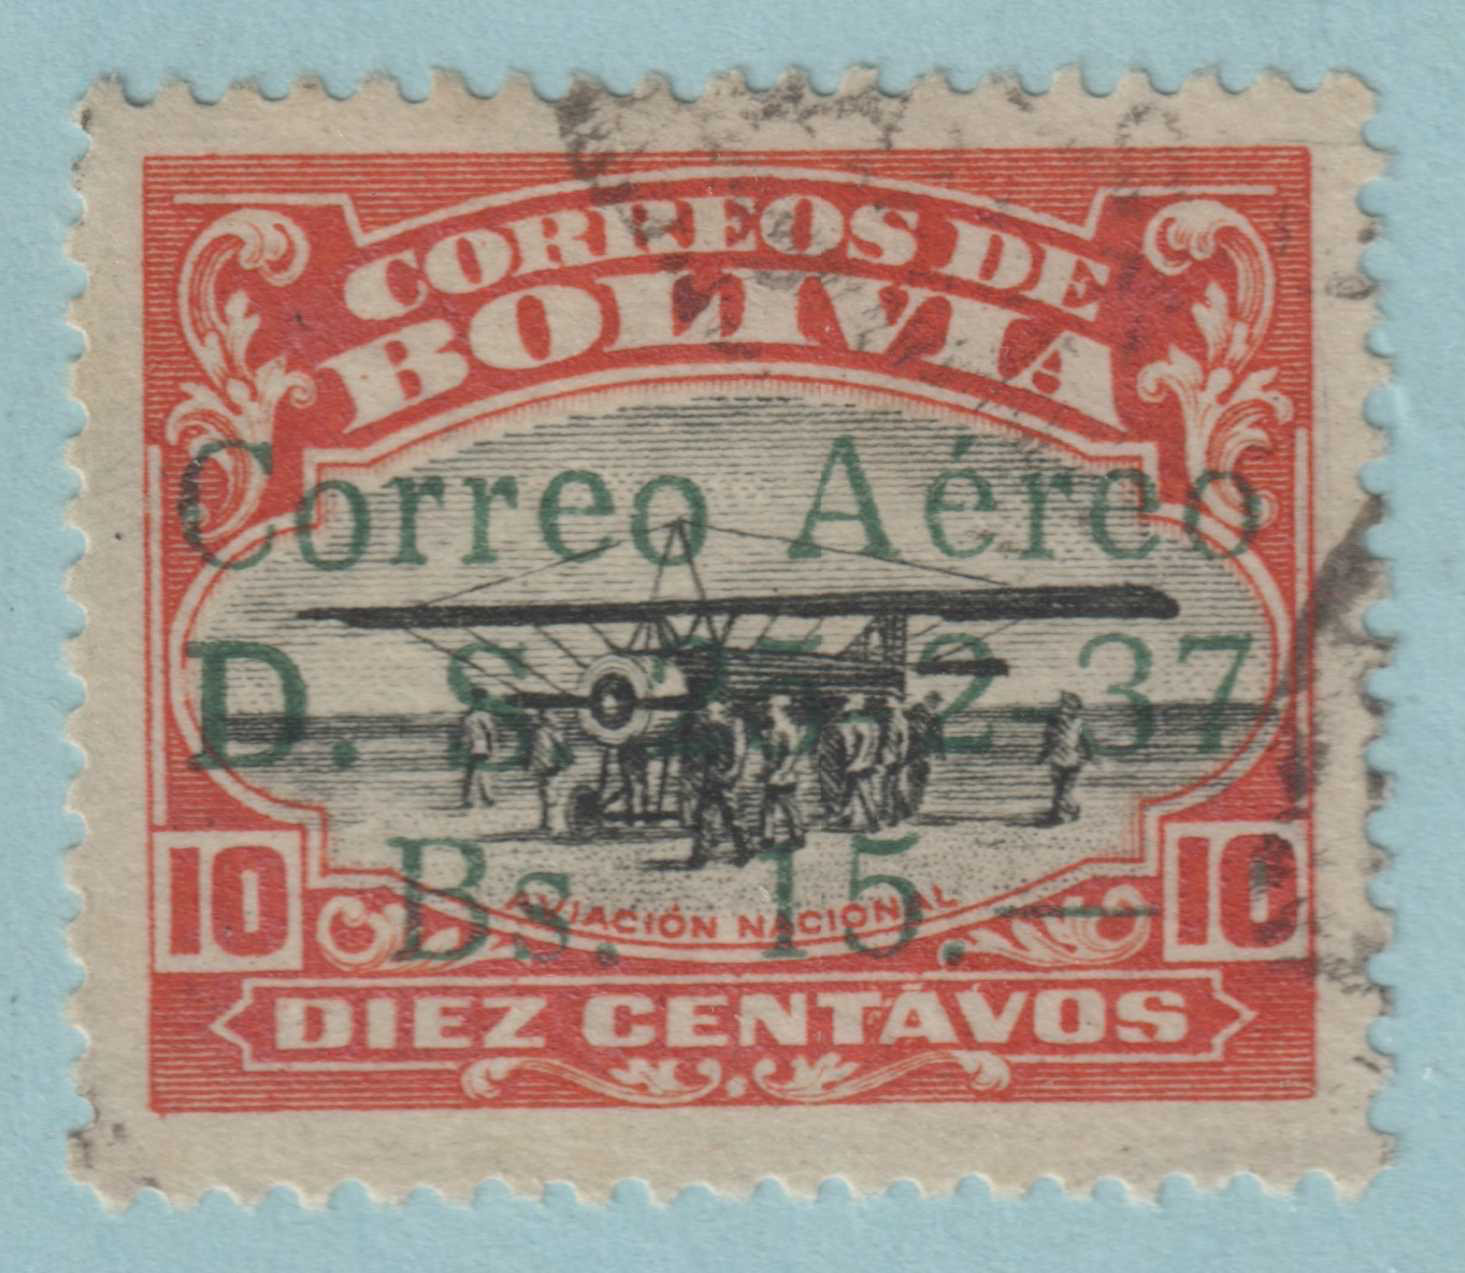 CORREOS DE
BOLIVIA
Correo Aéreo
D. S. 25-2-37
Bs. 15.—
AVIACIÓN NACIONAL
10 10
DIEZ CENTAVOS